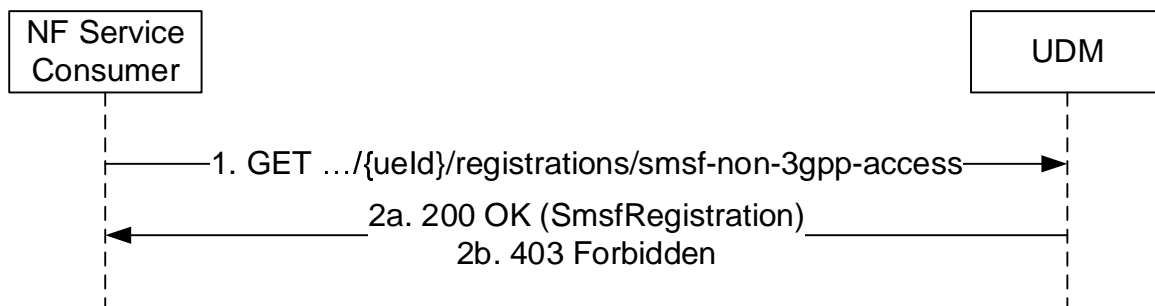 NF Service
Consumer
UDM
1. GET …/{ueId}/registrations/smsf-non-3gpp-access
2a. 200 OK (SmsfRegistration)
2b. 403 Forbidden